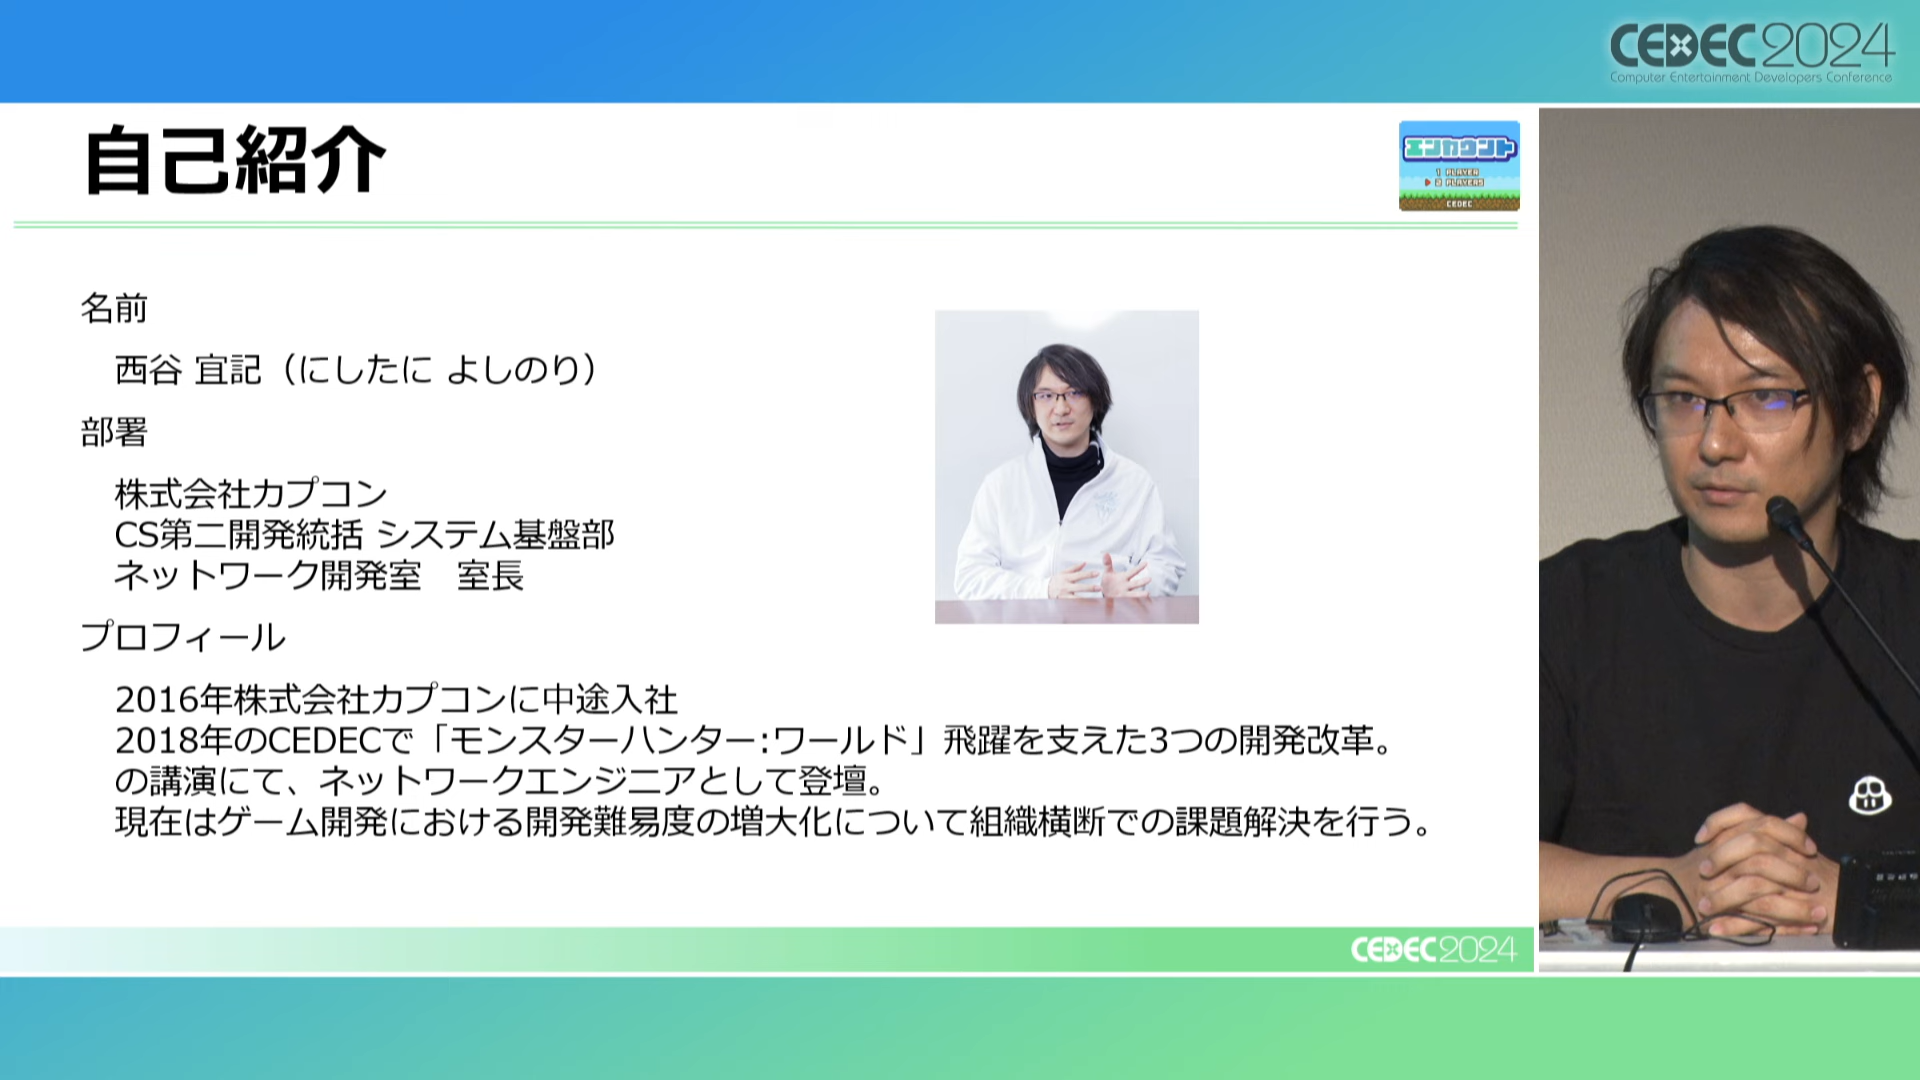 CEDEC2024
Computer Entertainment Developers Conference
自己紹介
エンカウント
1 PLAYER
2 PLAYERS
CEDEC
名前
西谷 宜記（にしたに よしのり）
部署
株式会社カプコン
CS第二開発統括 システム基盤部
ネットワーク開発室　室長
プロフィール
2016年株式会社カプコンに中途入社
2018年のCEDECで「モンスターハンター:ワールド」飛躍を支えた3つの開発改革。
の講演にて、ネットワークエンジニアとして登壇。
現在はゲーム開発における開発難易度の増大化について組織横断での課題解決を行う。
CEDEC2024